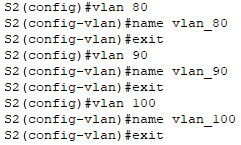 S2(config)#vlan 80
S2(config-vlan)#name vlan_80
S2(config-vlan)#exit
S2(config)#vlan 90
S2(config-vlan)#name vlan_90
S2(config-vlan)#exit
S2(config)#vlan 100
S2(config-vlan)#name vlan_100
S2(config-vlan)#exit